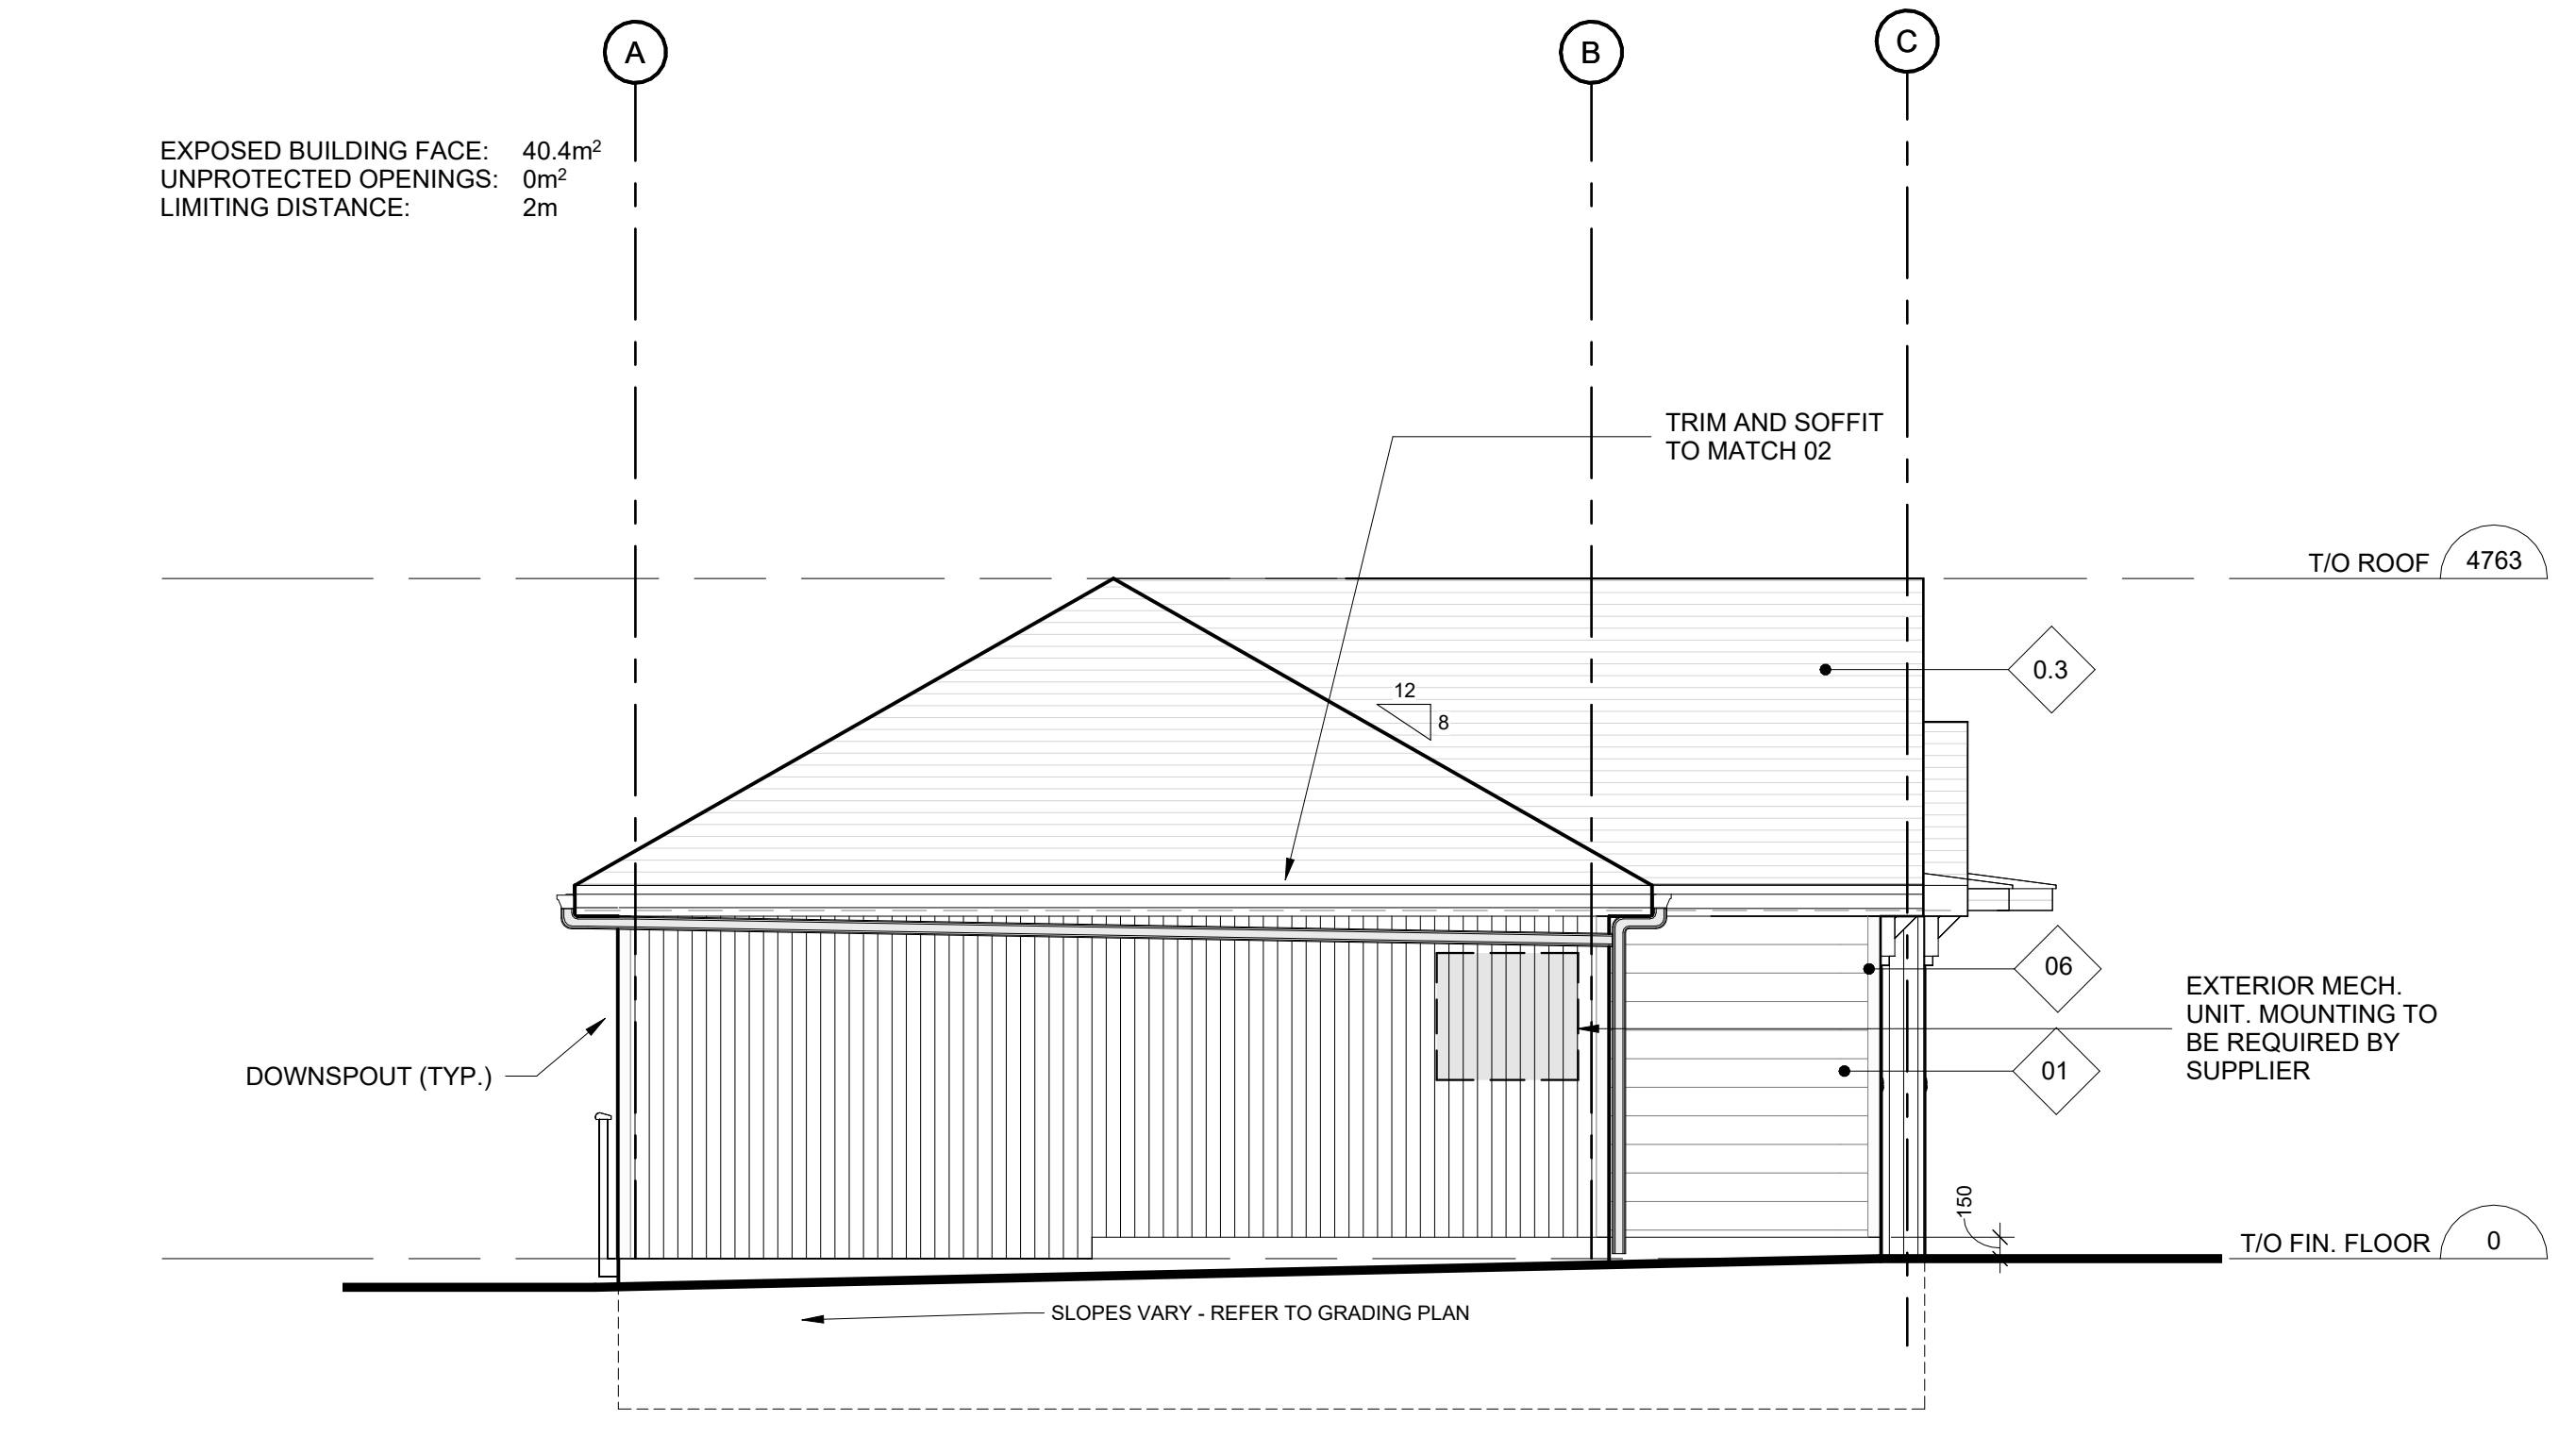 A
B
C
EXPOSED BUILDING FACE: 40.4m²
UNPROTECTED OPENINGS: 0m²
LIMITING DISTANCE: 2m
TRIM AND SOFFIT
TO MATCH 02
T/O ROOF 4763
0.3
12
8
06
EXTERIOR MECH.
UNIT. MOUNTING TO
BE REQUIRED BY
SUPPLIER
01
DOWNSPOUT (TYP.)
150
T/O FIN. FLOOR 0
SLOPES VARY - REFER TO GRADING PLAN